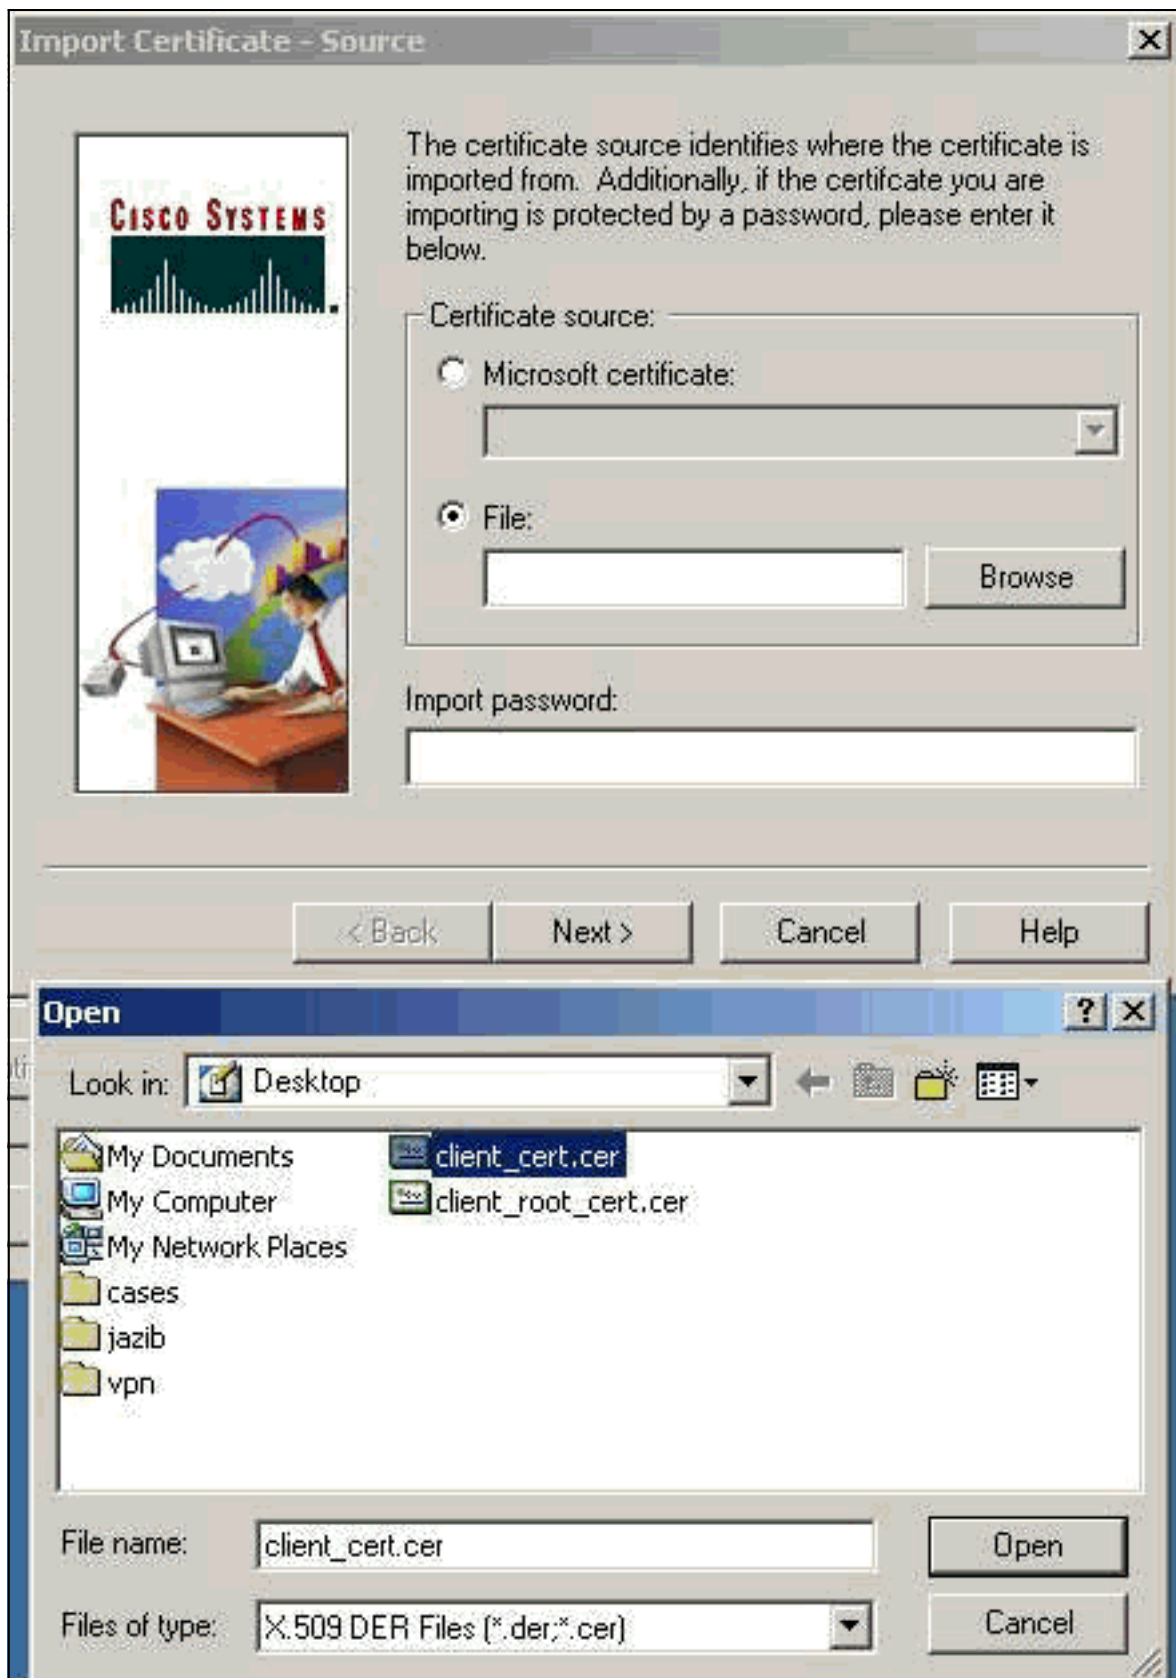 Import Certificate - Source
CISCO SYSTEMS
The certificate source identifies where the certificate is
imported from. Additionally, if the certifcate you are
importing is protected by a password, please enter it
below.
Certificate source:
Microsoft certificate:
File:
Browse
Import password:
< Back
Next >
Cancel
Help
Open
Look in:
Desktop
My Documents
My Computer
My Network Places
cases
jazib
vpn
client_cert.cer
client_root_cert.cer
File name:
client_cert.cer
Open
Files of type:
X.509 DER Files (*.der;*.cer)
Cancel